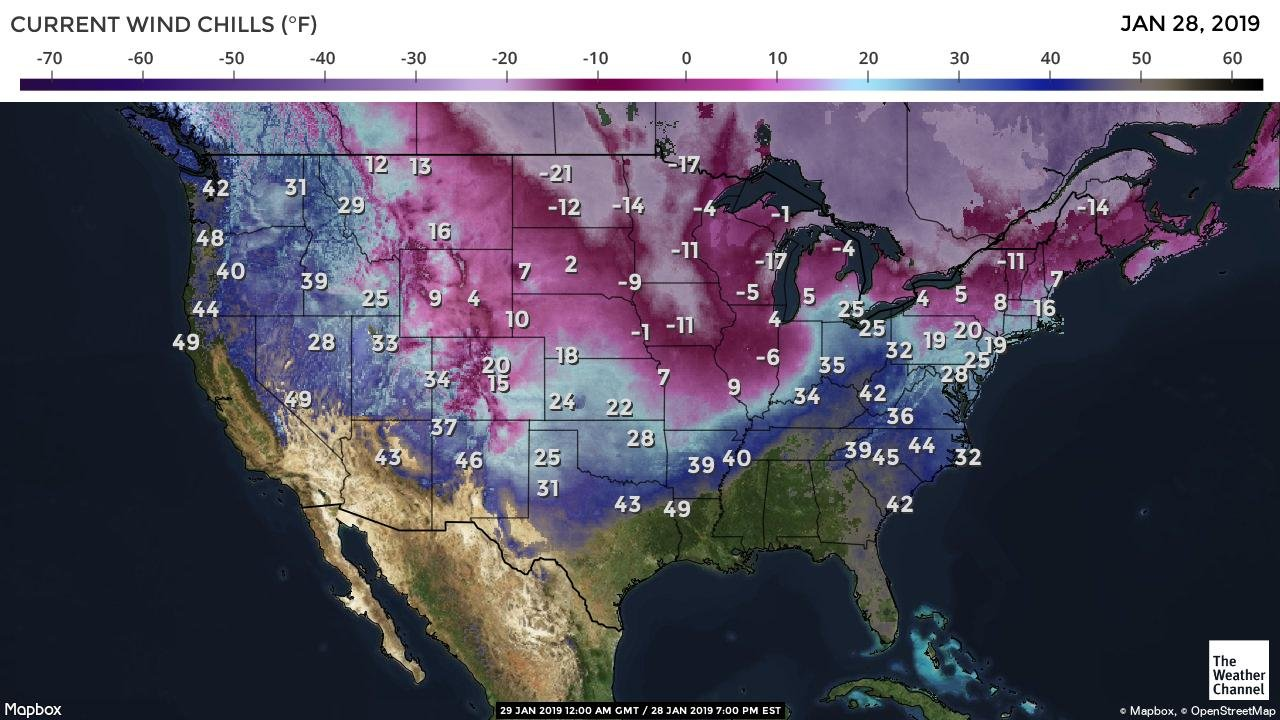 CURRENT WIND CHILLS (°F)
JAN 28, 2019
-70 -60 -50 -40 -30 -20 -10 0 10 20 30 40 50 60
12 13 -21 -17
42 31 29 -12 -14 -4 -1 -14
48 16 -11 -4
40 39 7 2 -9 -17 -11 7
44 25 9 4 -5 5 25 4 5 8 16
49 28 33 10 -1 -11 4 25 32 19 20 19
34 20 18 -6 35 25
15 7 28
49 24 22 9 34 42 36
37 28 39 45 44
43 46 25 39 40 32
31 43 49 42
The
Weather
Channel
Mapbox
29 JAN 2019 12:00 AM GMT / 28 JAN 2019 7:00 PM EST
© Mapbox, © OpenStreetMap